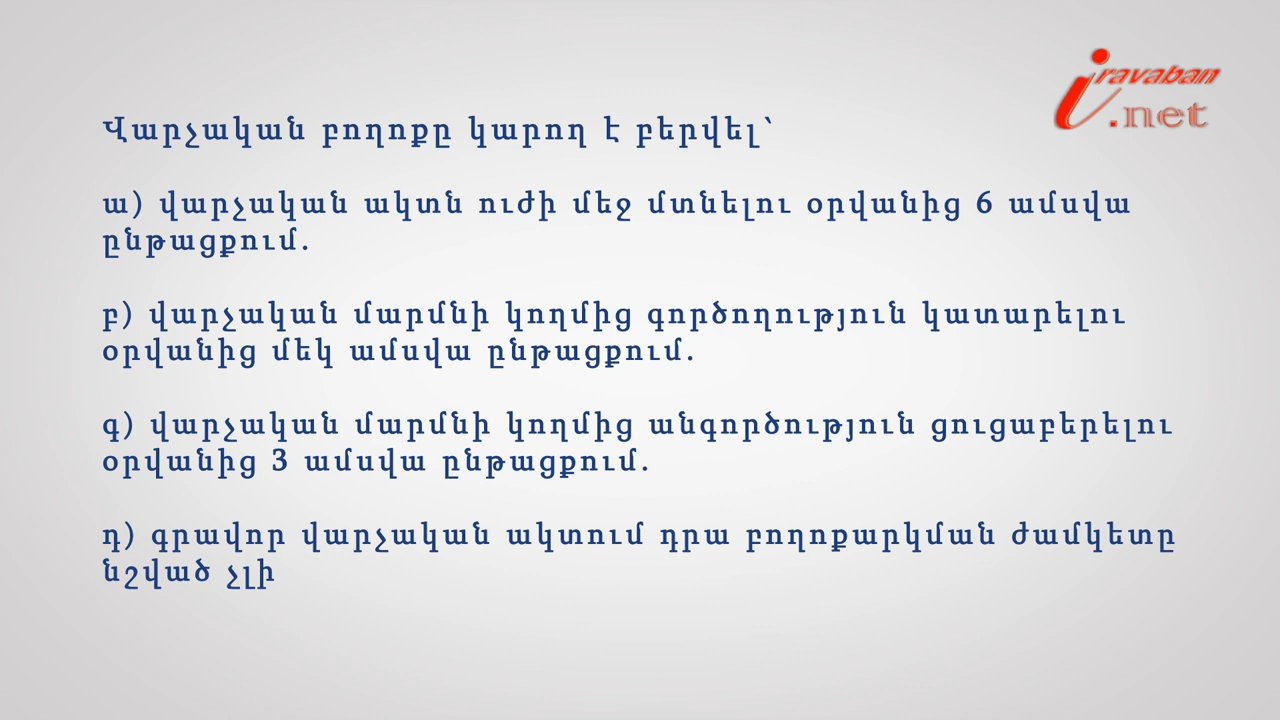 iravaban
.net
Վարչական բողոքը կարող է բերվել՝
ա) վարչական ակտն ուժի մեջ մտնելու օրվանից 6 ամսվա
ընթացքում.
բ) վարչական մարմնի կողմից գործողություն կատարելու
օրվանից մեկ ամսվա ընթացքում.
գ) վարչական մարմնի կողմից անգործություն ցուցաբերելու
օրվանից 3 ամսվա ընթացքում.
դ) գրավոր վարչական ակտում դրա բողոքարկման ժամկետը
նշված չլի